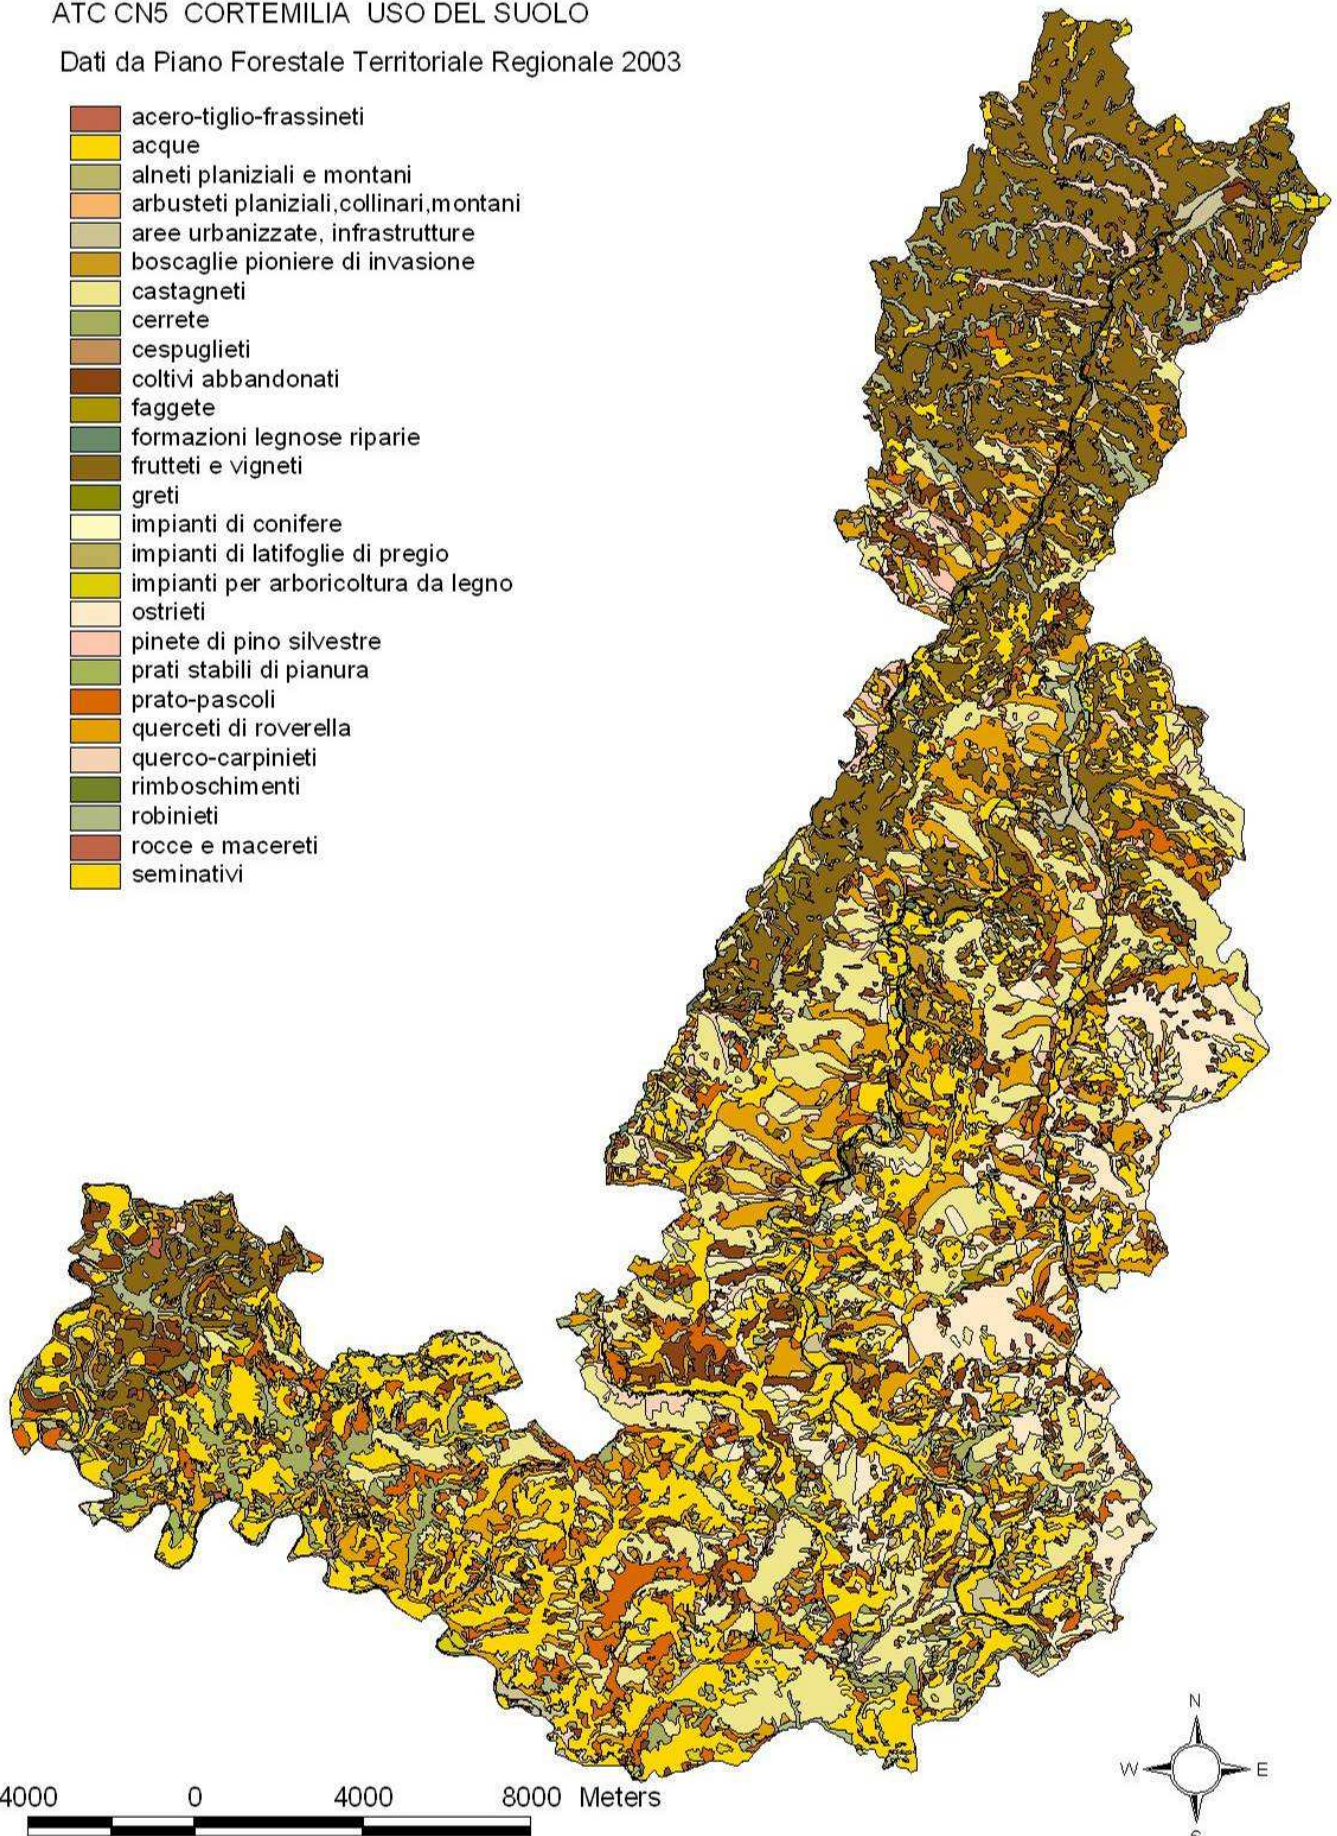 ATC CN5 CORTEMILIA USO DEL SUOLO
Dati da Piano Forestale Territoriale Regionale 2003
acero-tiglio-frassineti
acque
alneti planiziali e montani
arbusteti planiziali,collinari,montani
aree urbanizzate, infrastrutture
boscaglie pioniere di invasione
castagneti
cerrete
cespuglieti
coltivi abbandonati
faggete
formazioni legnose riparie
frutteti e vigneti
greti
impianti di conifere
impianti di latifoglie di pregio
impianti per arboricoltura da legno
ostrieti
pinete di pino silvestre
prati stabili di pianura
prato-pascoli
querceti di roverella
querco-carpinieti
rimboschimenti
robinieti
rocce e macereti
seminativi
N
W E
S
4000 0 4000 8000 Meters